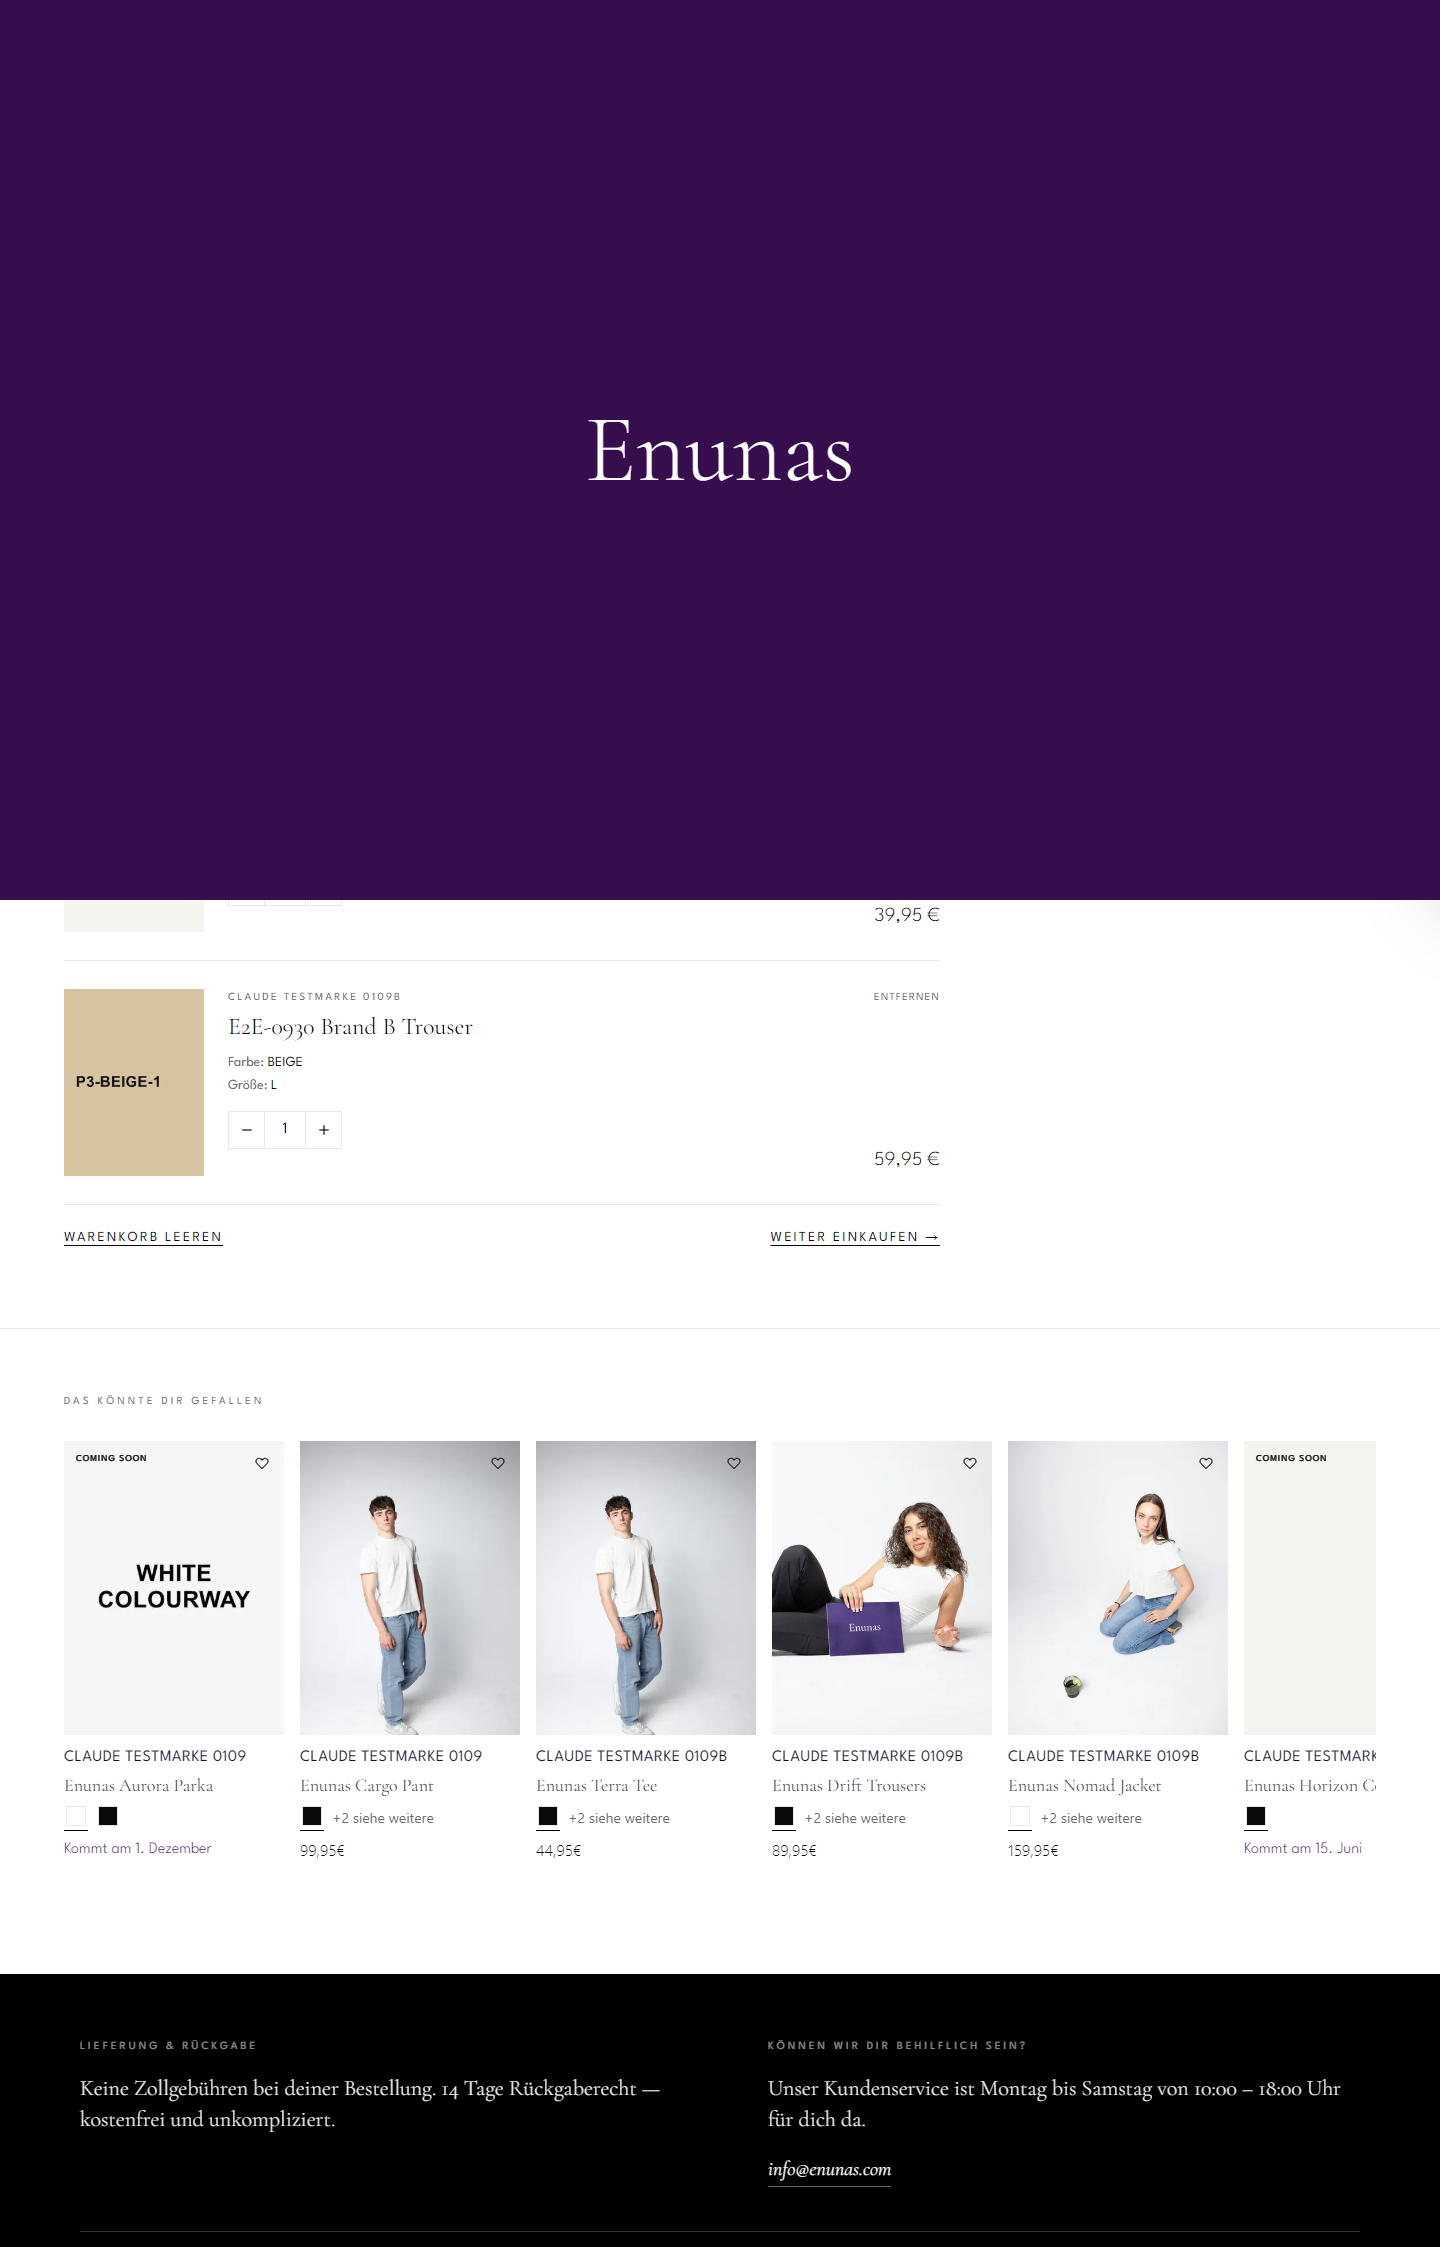 Enunas
39,95 €
CLAUDE TESTMARKE 0109B
ENTFERNEN
E2E-0930 Brand B Trouser
Farbe: BEIGE
Größe: L
P3-BEIGE-1
− 1 +
59,95 €
WARENKORB LEEREN
WEITER EINKAUFEN →
DAS KÖNNTE DIR GEFALLEN
COMING SOON
WHITE
COLOURWAY
Enunas
COMING SOON
CLAUDE TESTMARKE 0109
Enunas Aurora Parka
Kommt am 1. Dezember
CLAUDE TESTMARKE 0109
Enunas Cargo Pant
+2 siehe weitere
99,95€
CLAUDE TESTMARKE 0109B
Enunas Terra Tee
+2 siehe weitere
44,95€
CLAUDE TESTMARKE 0109B
Enunas Drift Trousers
+2 siehe weitere
89,95€
CLAUDE TESTMARKE 0109B
Enunas Nomad Jacket
+2 siehe weitere
159,95€
CLAUDE TESTMARK
Enunas Horizon
Kommt am 15. Juni
LIEFERUNG & RÜCKGABE
Keine Zollgebühren bei deiner Bestellung. 14 Tage Rückgaberecht —
kostenfrei und unkompliziert.
KÖNNEN WIR DIR BEHILFLICH SEIN?
Unser Kundenservice ist Montag bis Samstag von 10:00 – 18:00 Uhr
für dich da.
info@enunas.com